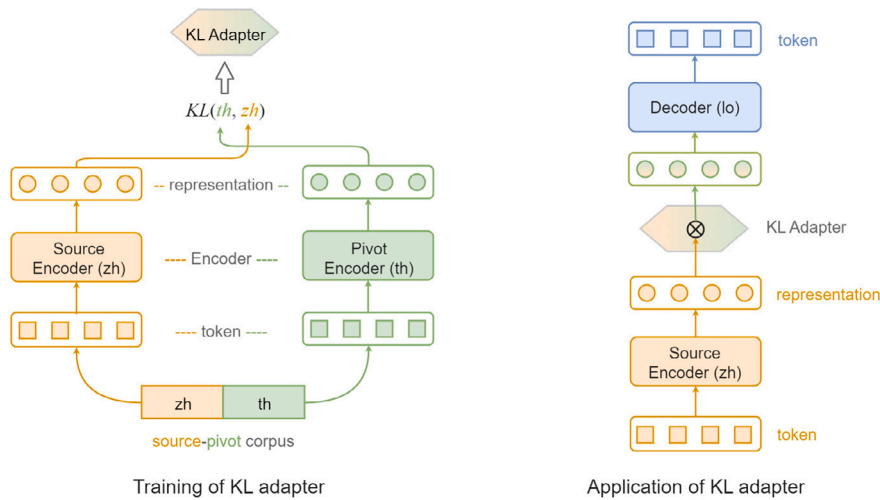 KL Adapter
KL(th, zh)
-- representation --
Source
Encoder (zh)
---- Encoder ----
Pivot
Encoder (th)
---- token ----
zh
th
source-pivot corpus
Training of KL adapter
token
Decoder (lo)
KL Adapter
representation
Source
Encoder (zh)
token
Application of KL adapter